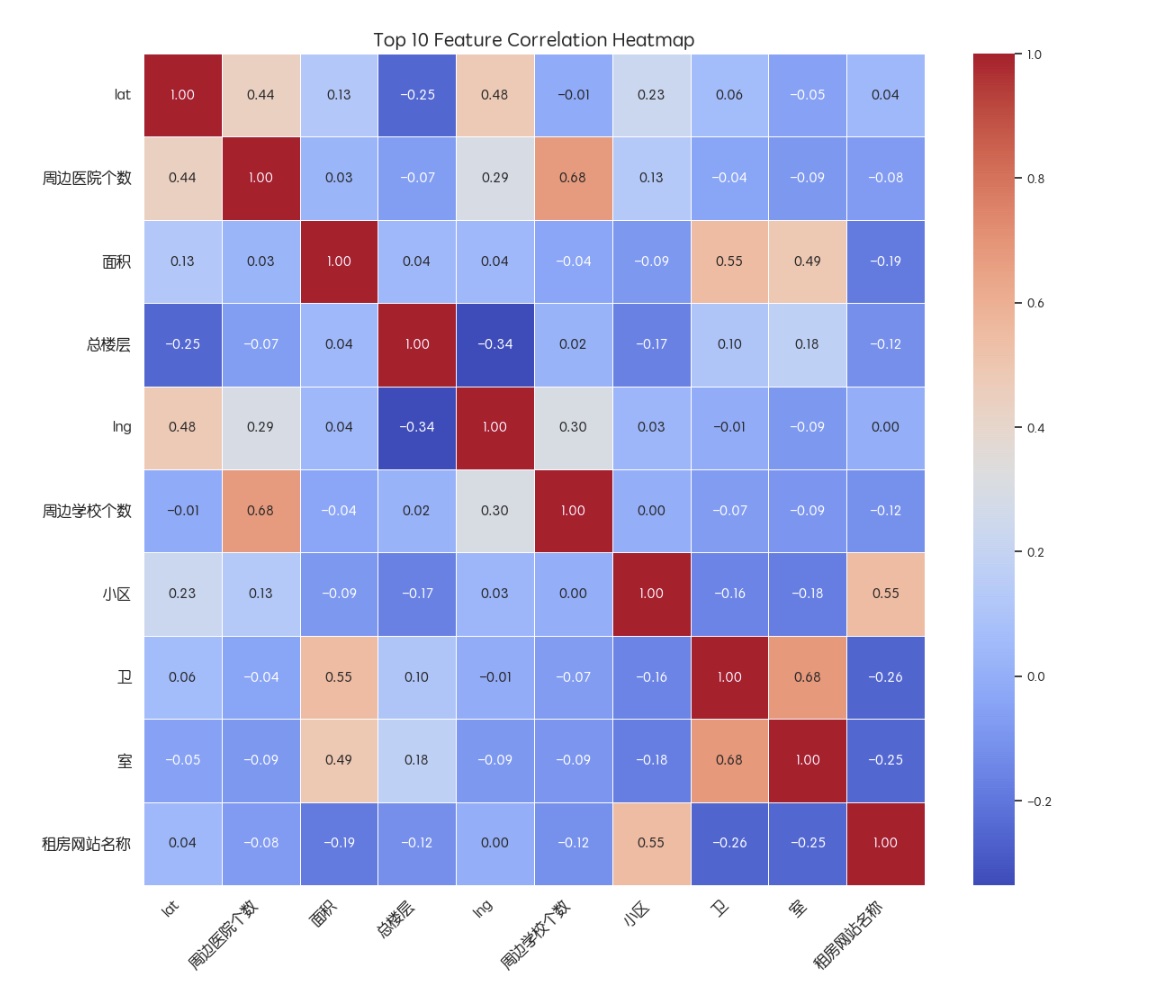 Top 10 Feature Correlation Heatmap
lat 1.00 0.44 0.13 −0.25 0.48 −0.01 0.23 0.06 −0.05 0.04
周边医院个数 0.44 1.00 0.03 −0.07 0.29 0.68 0.13 −0.04 −0.09 −0.08
面积 0.13 0.03 1.00 0.04 0.04 −0.04 −0.09 0.55 0.49 −0.19
总楼层 −0.25 −0.07 0.04 1.00 −0.34 0.02 −0.17 0.10 0.18 −0.12
lng 0.48 0.29 0.04 −0.34 1.00 0.30 0.03 −0.01 −0.09 0.00
周边学校个数 −0.01 0.68 −0.04 0.02 0.30 1.00 0.00 −0.07 −0.09 −0.12
小区 0.23 0.13 −0.09 −0.17 0.03 0.00 1.00 −0.16 −0.18 0.55
卫 0.06 −0.04 0.55 0.10 −0.01 −0.07 −0.16 1.00 0.68 −0.26
室 −0.05 −0.09 0.49 0.18 −0.09 −0.09 −0.18 0.68 1.00 −0.25
租房网站名称 0.04 −0.08 −0.19 −0.12 0.00 −0.12 0.55 −0.26 −0.25 1.00
lat 周边医院个数 面积 总楼层 lng 周边学校个数 小区 卫 室 租房网站名称
1.0
0.8
0.6
0.4
0.2
0.0
−0.2